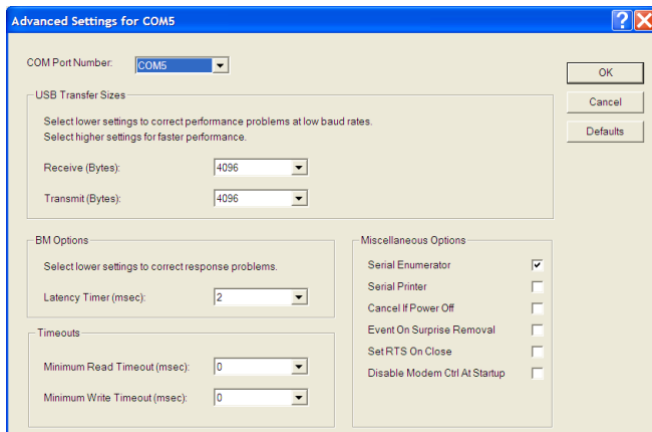 Advanced Settings for COM5
COM Port Number: COM5
OK
Cancel
Defaults
USB Transfer Sizes
Select lower settings to correct performance problems at low baud rates.
Select higher settings for faster performance.
Receive (Bytes): 4096
Transmit (Bytes): 4096
BM Options
Select lower settings to correct response problems.
Latency Timer (msec): 2
Timeouts
Minimum Read Timeout (msec): 0
Minimum Write Timeout (msec): 0
Miscellaneous Options
Serial Enumerator
Serial Printer
Cancel If Power Off
Event On Surprise Removal
Set RTS On Close
Disable Modem Ctrl At Startup